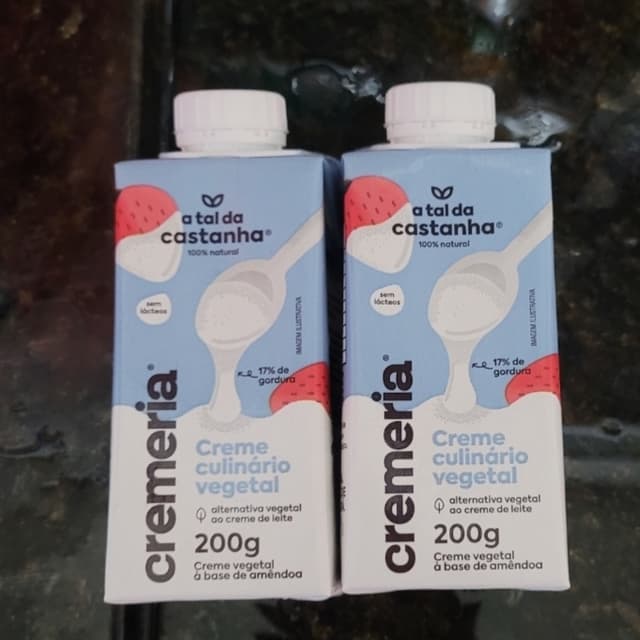 a tal da
castanha®
100% natural
sem
lácteos
IMAGEM ILUSTRATIVA
17% de
gordura
cremeria®
Creme
culinário
vegetal
alternativa vegetal
ao creme de leite
200g
Creme vegetal
à base de amêndoa
a tal da
castanha®
100% natural
sem
lácteos
IMAGEM ILUSTRATIVA
17% de
gordura
cremeria®
Creme
culinário
vegetal
alternativa vegetal
ao creme de leite
200g
Creme vegetal
à base de amêndoa